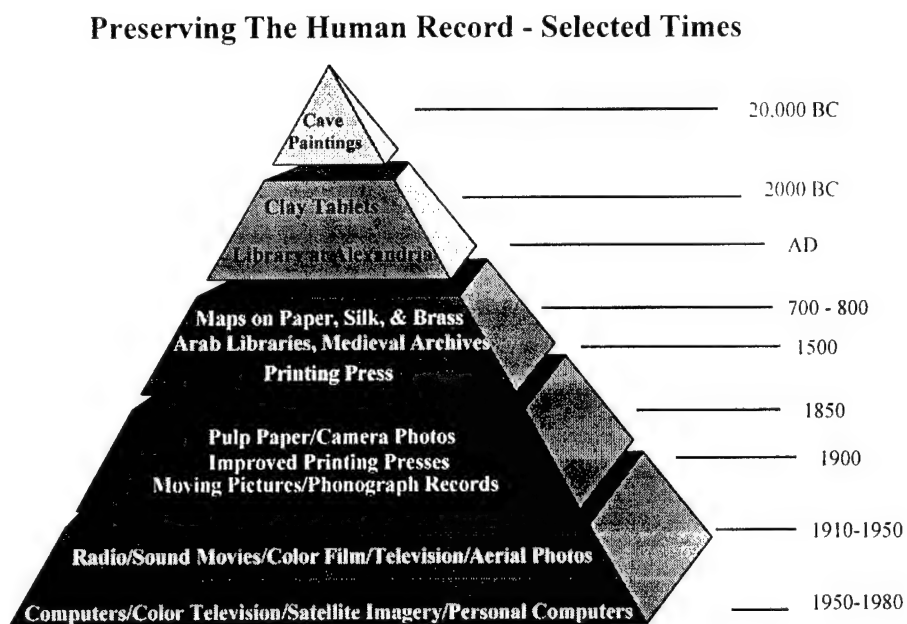 Preserving The Human Record - Selected Times
Cave
Paintings
20,000 BC
Clay Tablets
2000 BC
Library at Alexandria
AD
Maps on Paper, Silk, & Brass
700 - 800
Arab Libraries, Medieval Archives
1500
Printing Press
Pulp Paper/Camera Photos
1850
Improved Printing Presses
1900
Moving Pictures/Phonograph Records
Radio/Sound Movies/Color Film/Television/Aerial Photos
1910-1950
Computers/Color Television/Satellite Imagery/Personal Computers
1950-1980